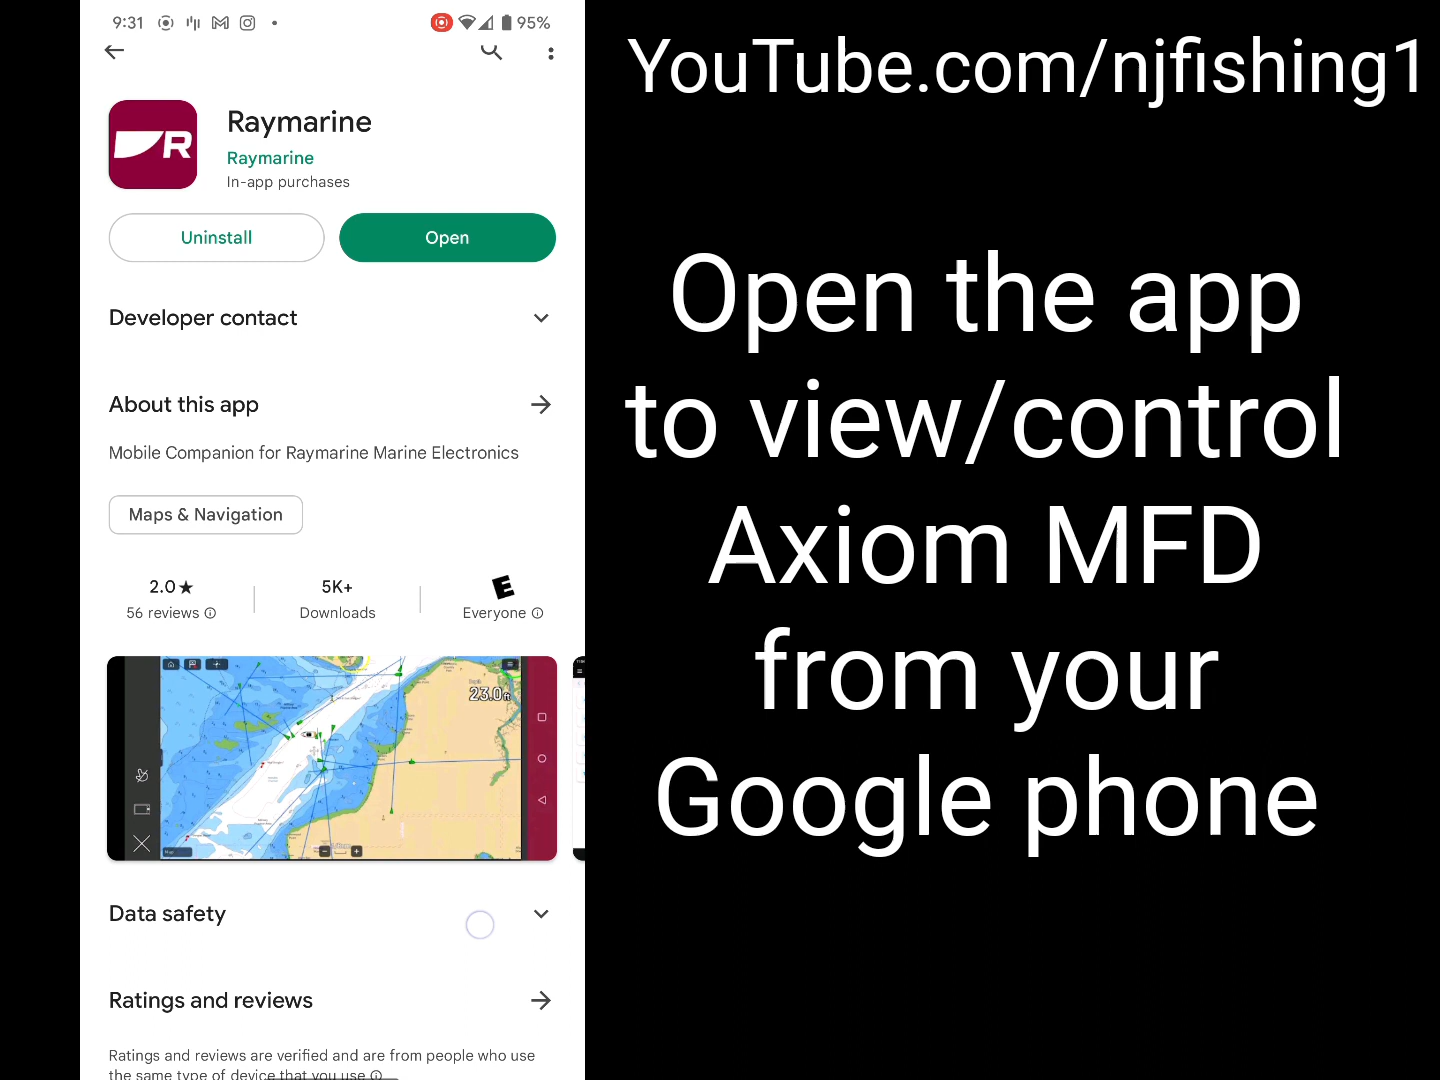 9:31
95%
YouTube.com/njfishing1
R
Raymarine
Raymarine
In-app purchases
Uninstall
Open
Developer contact
About this app
Mobile Companion for Raymarine Marine Electronics
Maps & Navigation
2.0★
56 reviews
5K+
Downloads
E
Everyone
23.0ft
Data safety
Ratings and reviews
Ratings and reviews are verified and are from people who use
the same type of device that you use
Open the app
to view/control
Axiom MFD
from your
Google phone